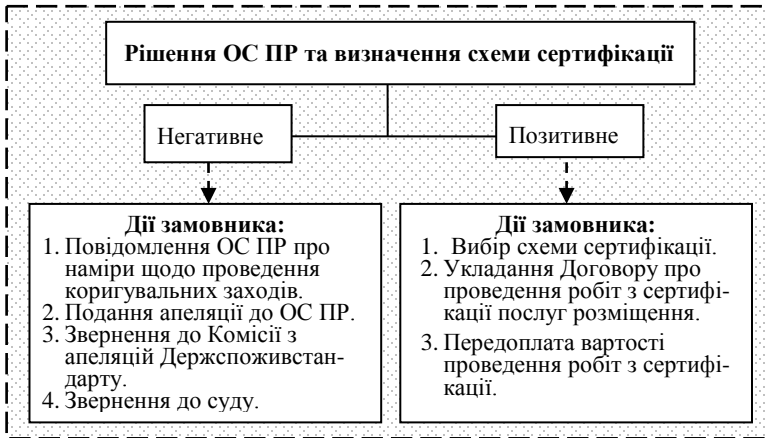 Рішення ОС ПР та визначення схеми сертифікації
Негативне
Позитивне
Дії замовника:
1. Повідомлення ОС ПР про
наміри щодо проведення
коригувальних заходів.
2. Подання апеляції до ОС ПР.
3. Звернення до Комісії з
апеляцій Держспоживстан-
дарту.
4. Звернення до суду.
Дії замовника:
1. Вибір схеми сертифікації.
2. Укладання Договору про
проведення робіт з сертифі-
кації послуг розміщення.
3. Передоплата вартості
проведення робіт з сертифі-
кації.